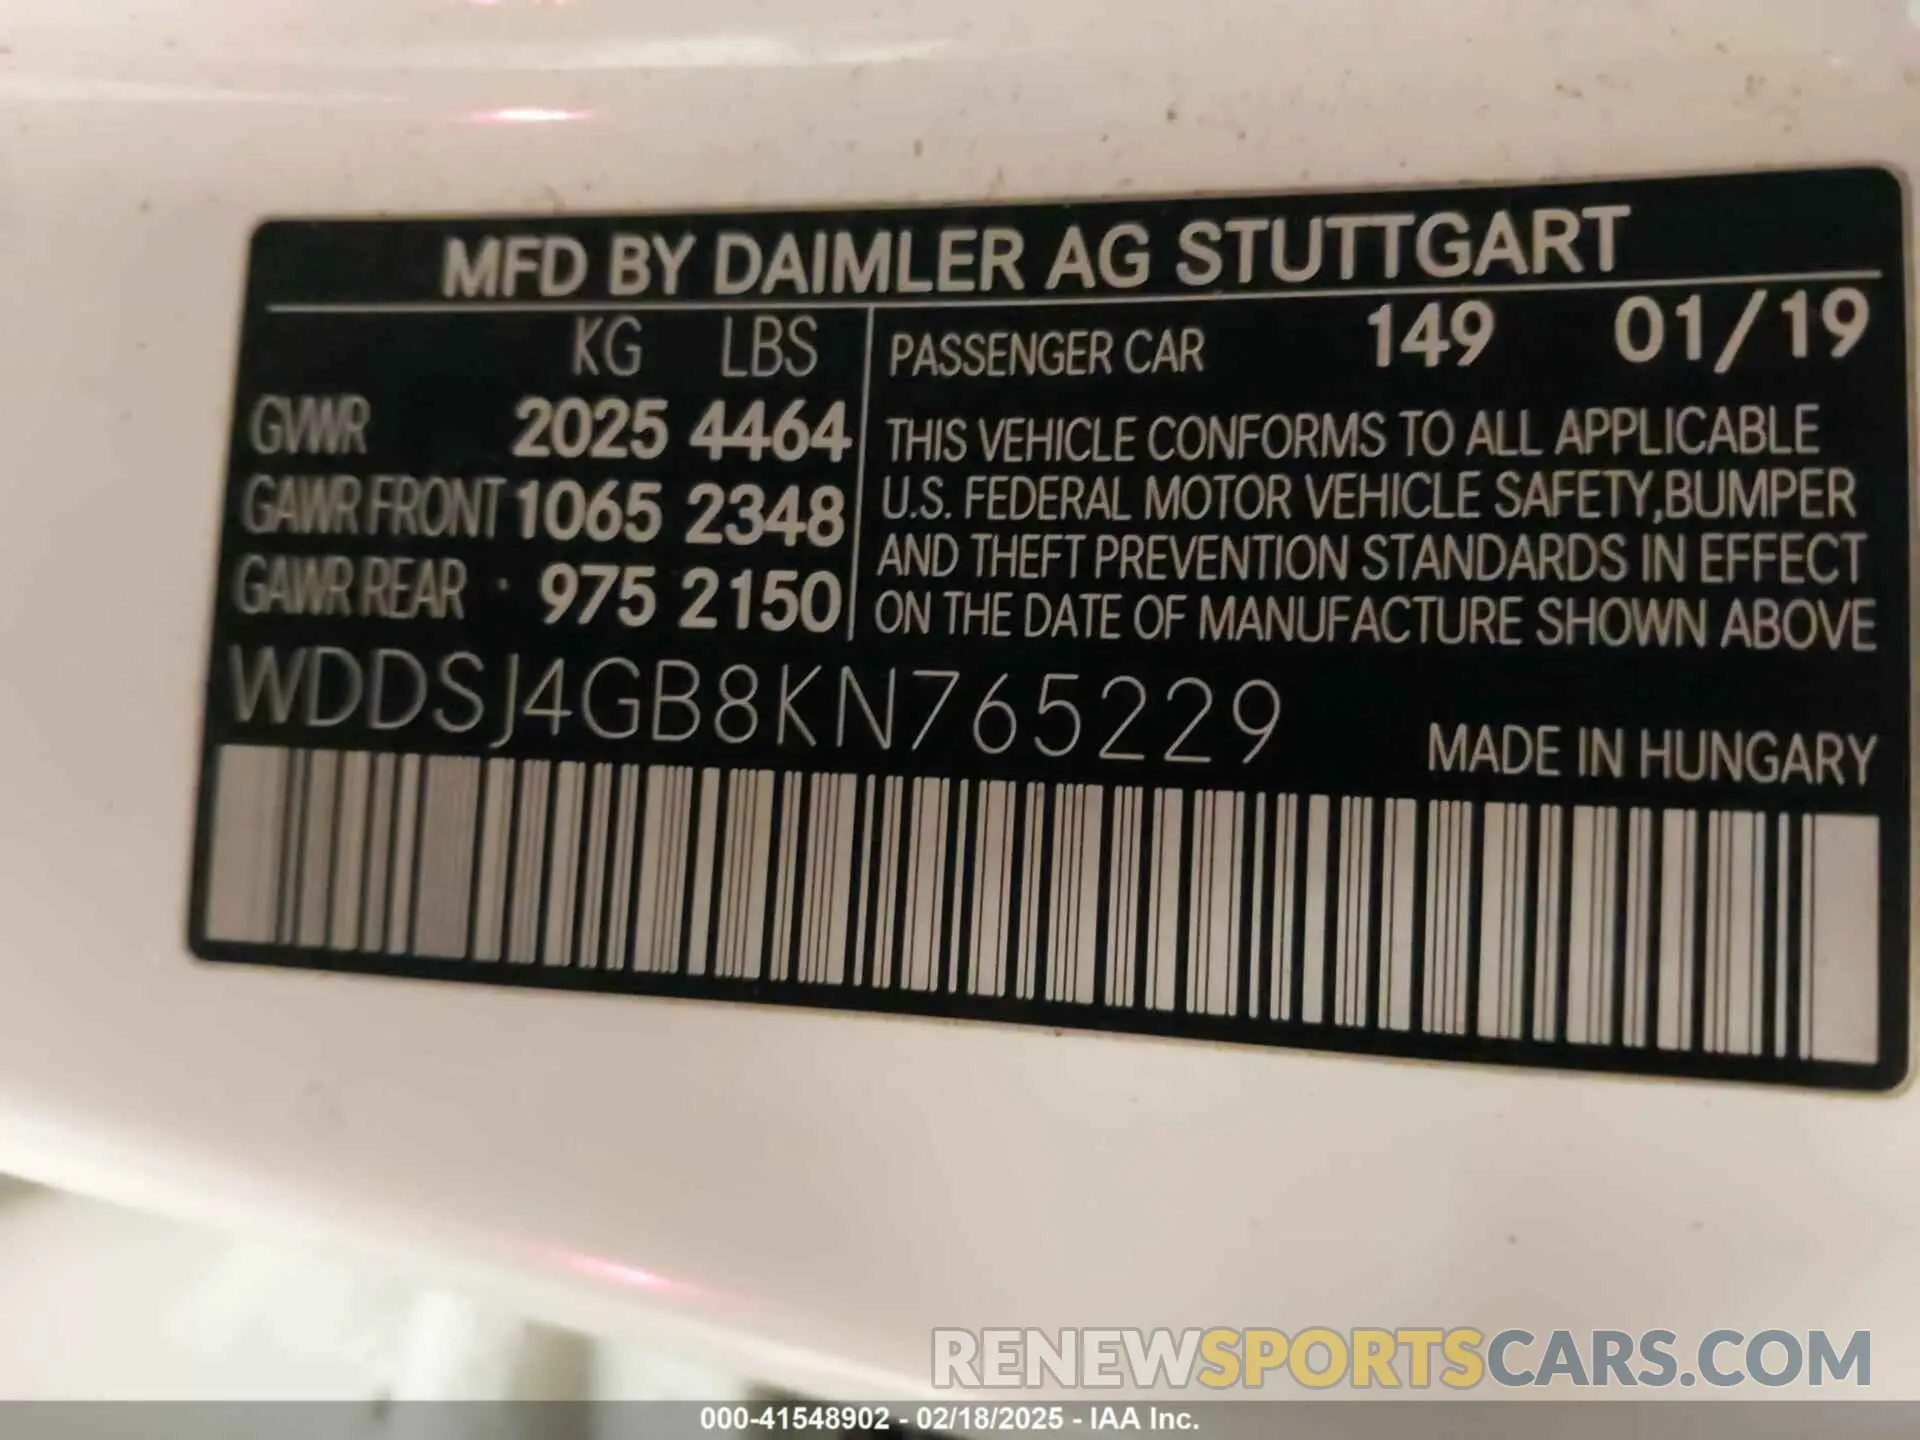 MFD BY DAIMLER AG STUTTGART
KG LBS
GVWR 2025 4464
GAWR FRONT 1065 2348
GAWR REAR 975 2150
PASSENGER CAR 149 01/19
THIS VEHICLE CONFORMS TO ALL APPLICABLE
U.S. FEDERAL MOTOR VEHICLE SAFETY,BUMPER
AND THEFT PREVENTION STANDARDS IN EFFECT
ON THE DATE OF MANUFACTURE SHOWN ABOVE
WDDSJ4GB8KN765229
MADE IN HUNGARY
RENEWSPORTSCARS.COM
000-41548902 - 02/18/2025 - IAA Inc.